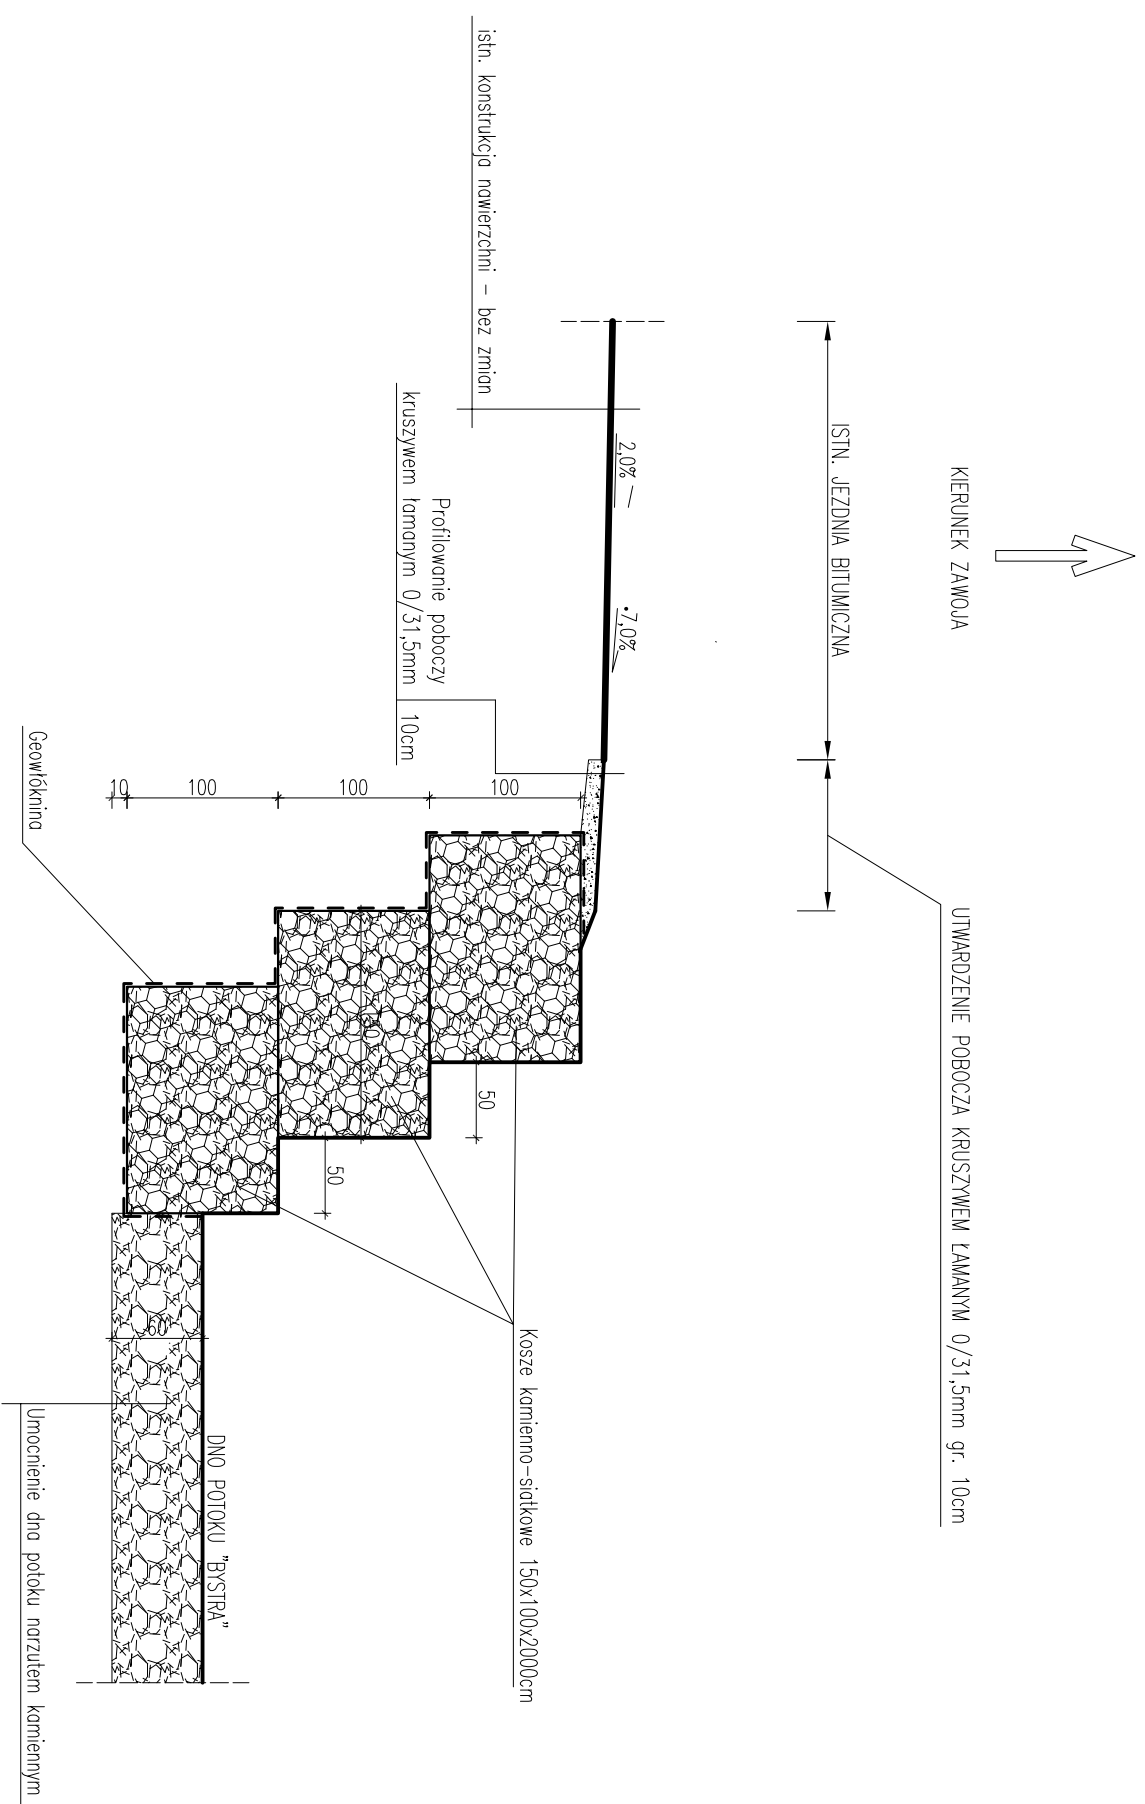 KIERUNEK ZAWOJA
UTWARDZENIE POBOCZA KRUSZYWEM ŁAMANYM 0/31,5mm gr. 10cm
ISTN. JEZDNIA BITUMICZNA
2,0%
7,0%
istn. konstrukcja nawierzchni - bez zmian
Profilowanie poboczy
kruszywem łamanym 0/31,5mm 10cm
100
100
100
10
50
50
150
Kosze kamienno-siatkowe 150x100x2000cm
DNO POTOKU "BYSTRA"
60
Geowłóknina
Umocnienie dna potoku narzutem kamiennym